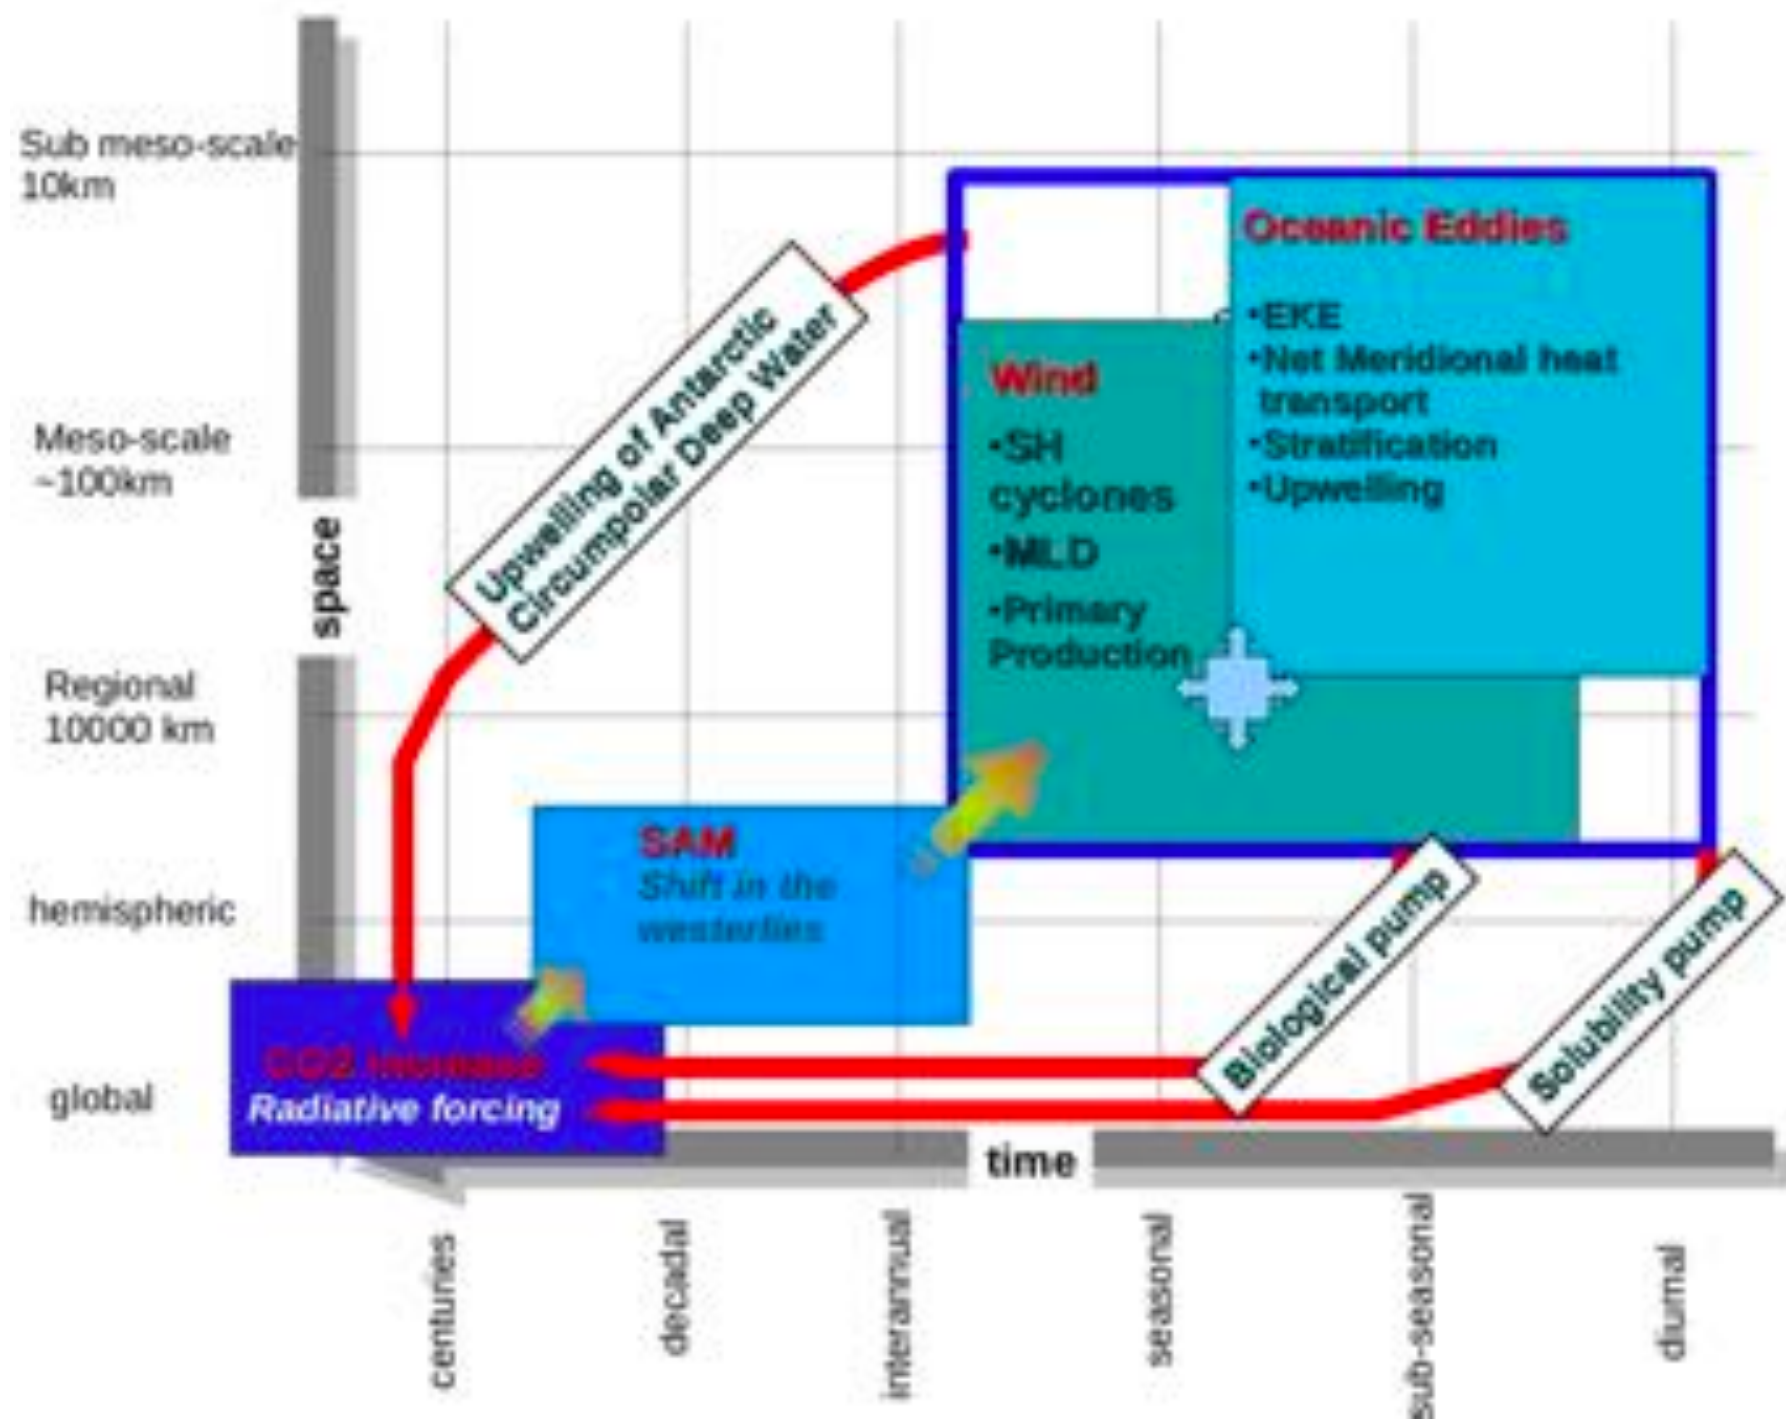 Sub meso-scale
10km
Meso-scale
~100km
space
Regional
10000 km
hemispheric
global
Upwelling of Antarctic
Circumpolar Deep Water
Oceanic Eddies
•EKE
•Net Meridional heat
transport
•Stratification
•Upwelling
Wind
•SH
cyclones
•MLD
•Primary
Production
SAM
Shift in the
westerlies
CO2 increase
Radiative forcing
Biological pump
Solubility pump
time
centuries
decadal
interannual
seasonal
sub-seasonal
diurnal